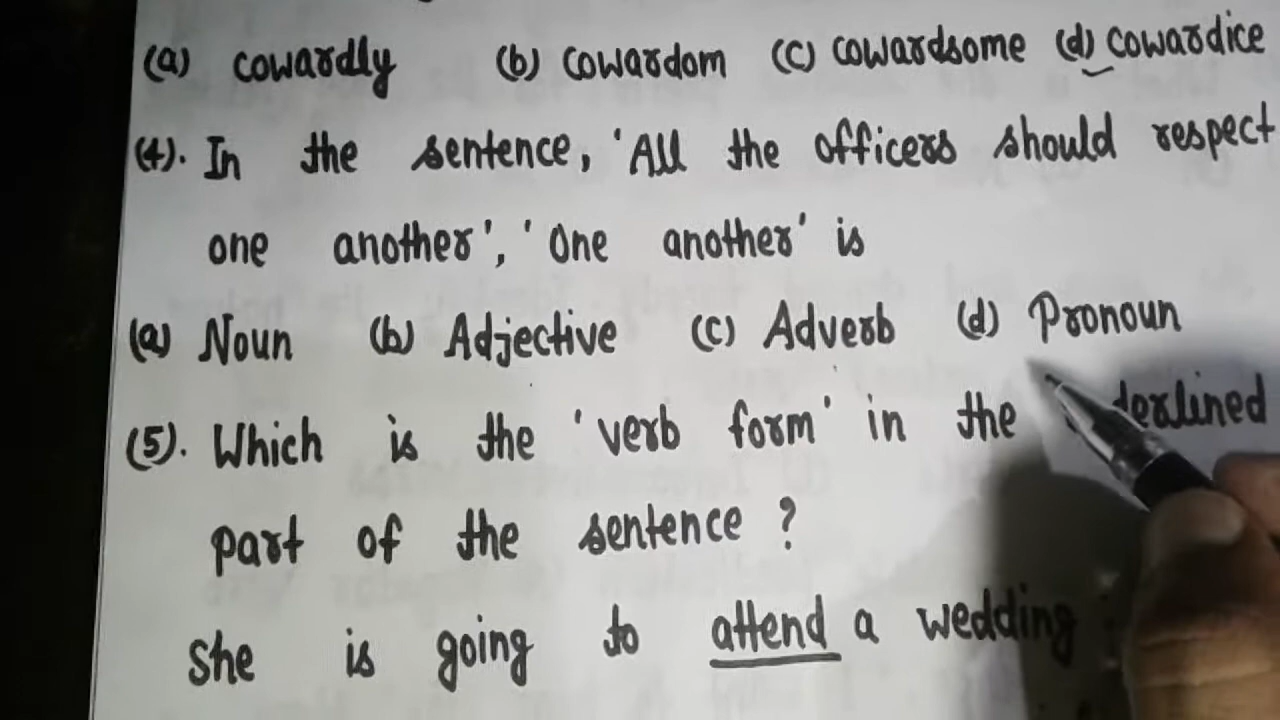 (a) cowardly (b) cowardom (c) cowardsome (d) cowardice
(4). In the sentence, 'All the officers should respect
one another', 'One another' is
(a) Noun (b) Adjective (c) Adverb (d) Pronoun
(5). Which is the 'verb form' in the
part of the sentence ?
She is going to attend a wedding